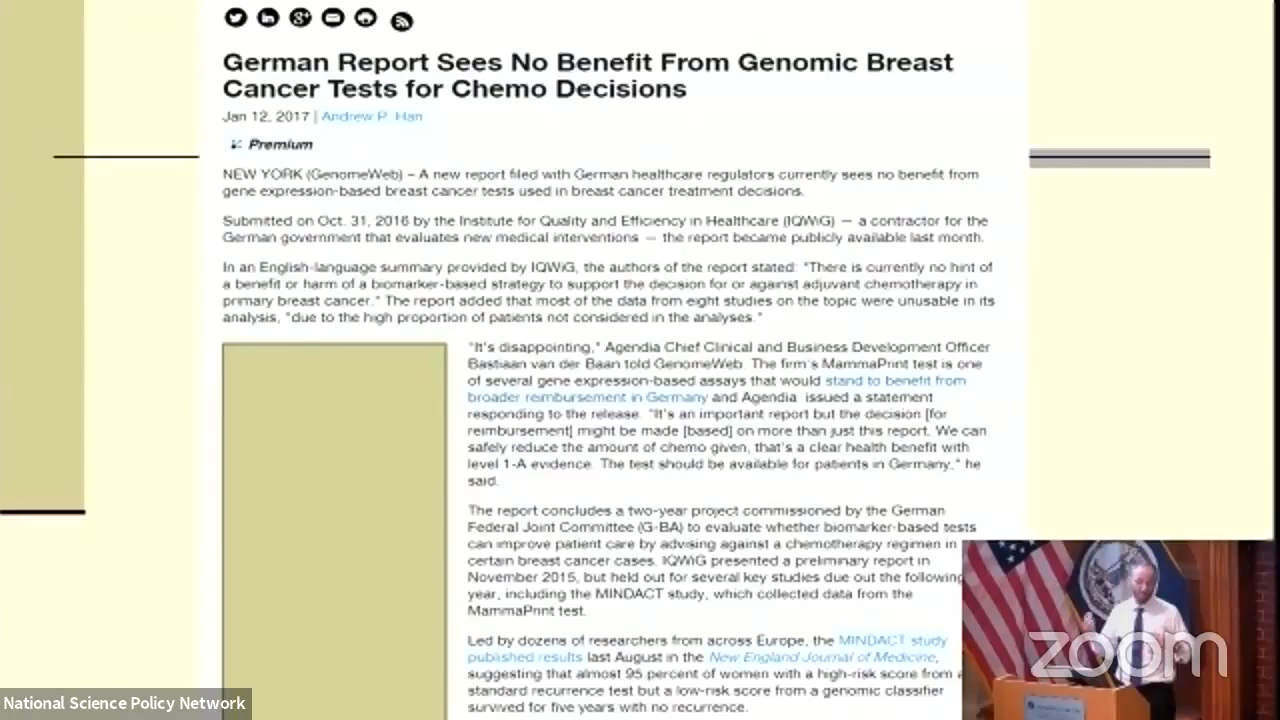 German Report Sees No Benefit From Genomic Breast
Cancer Tests for Chemo Decisions
Jan 12, 2017 | Andrew P. Han
Premium
NEW YORK (GenomeWeb) – A new report filed with German healthcare regulators currently sees no benefit from
gene expression-based breast cancer tests used in breast cancer treatment decisions.
Submitted on Oct. 31, 2016 by the Institute for Quality and Efficiency in Healthcare (IQWiG) — a contractor for the
German government that evaluates new medical interventions — the report became publicly available last month.
In an English-language summary provided by IQWiG, the authors of the report stated: "There is currently no hint of
a benefit or harm of a biomarker-based strategy to support the decision for or against adjuvant chemotherapy in
primary breast cancer." The report added that most of the data from eight studies on the topic were unusable in its
analysis, "due to the high proportion of patients not considered in the analyses."
"It's disappointing," Agendia Chief Clinical and Business Development Officer
Bastiaan van der Baan told GenomeWeb. The firm's MammaPrint test is one
of several gene expression-based assays that would stand to benefit from
broader reimbursement in Germany and Agendia issued a statement
responding to the release. "It's an important report but the decision [for
reimbursement] might be made [based] on more than just this report. We can
safely reduce the amount of chemo given, that's a clear health benefit with
level 1-A evidence. The test should be available for patients in Germany," he
said.
The report concludes a two-year project commissioned by the German
Federal Joint Committee (G-BA) to evaluate whether biomarker-based tests
can improve patient care by advising against a chemotherapy regimen in
certain breast cancer cases. IQWiG presented a preliminary report in
November 2015, but held out for several key studies due out the following
year, including the MINDACT study, which collected data from the
MammaPrint test.
Led by dozens of researchers from across Europe, the MINDACT study
published results last August in the New England Journal of Medicine,
suggesting that almost 95 percent of women with a high-risk score from a
standard recurrence test but a low-risk score from a genomic classifier
survived for five years with no recurrence.
zoom
National Science Policy Network